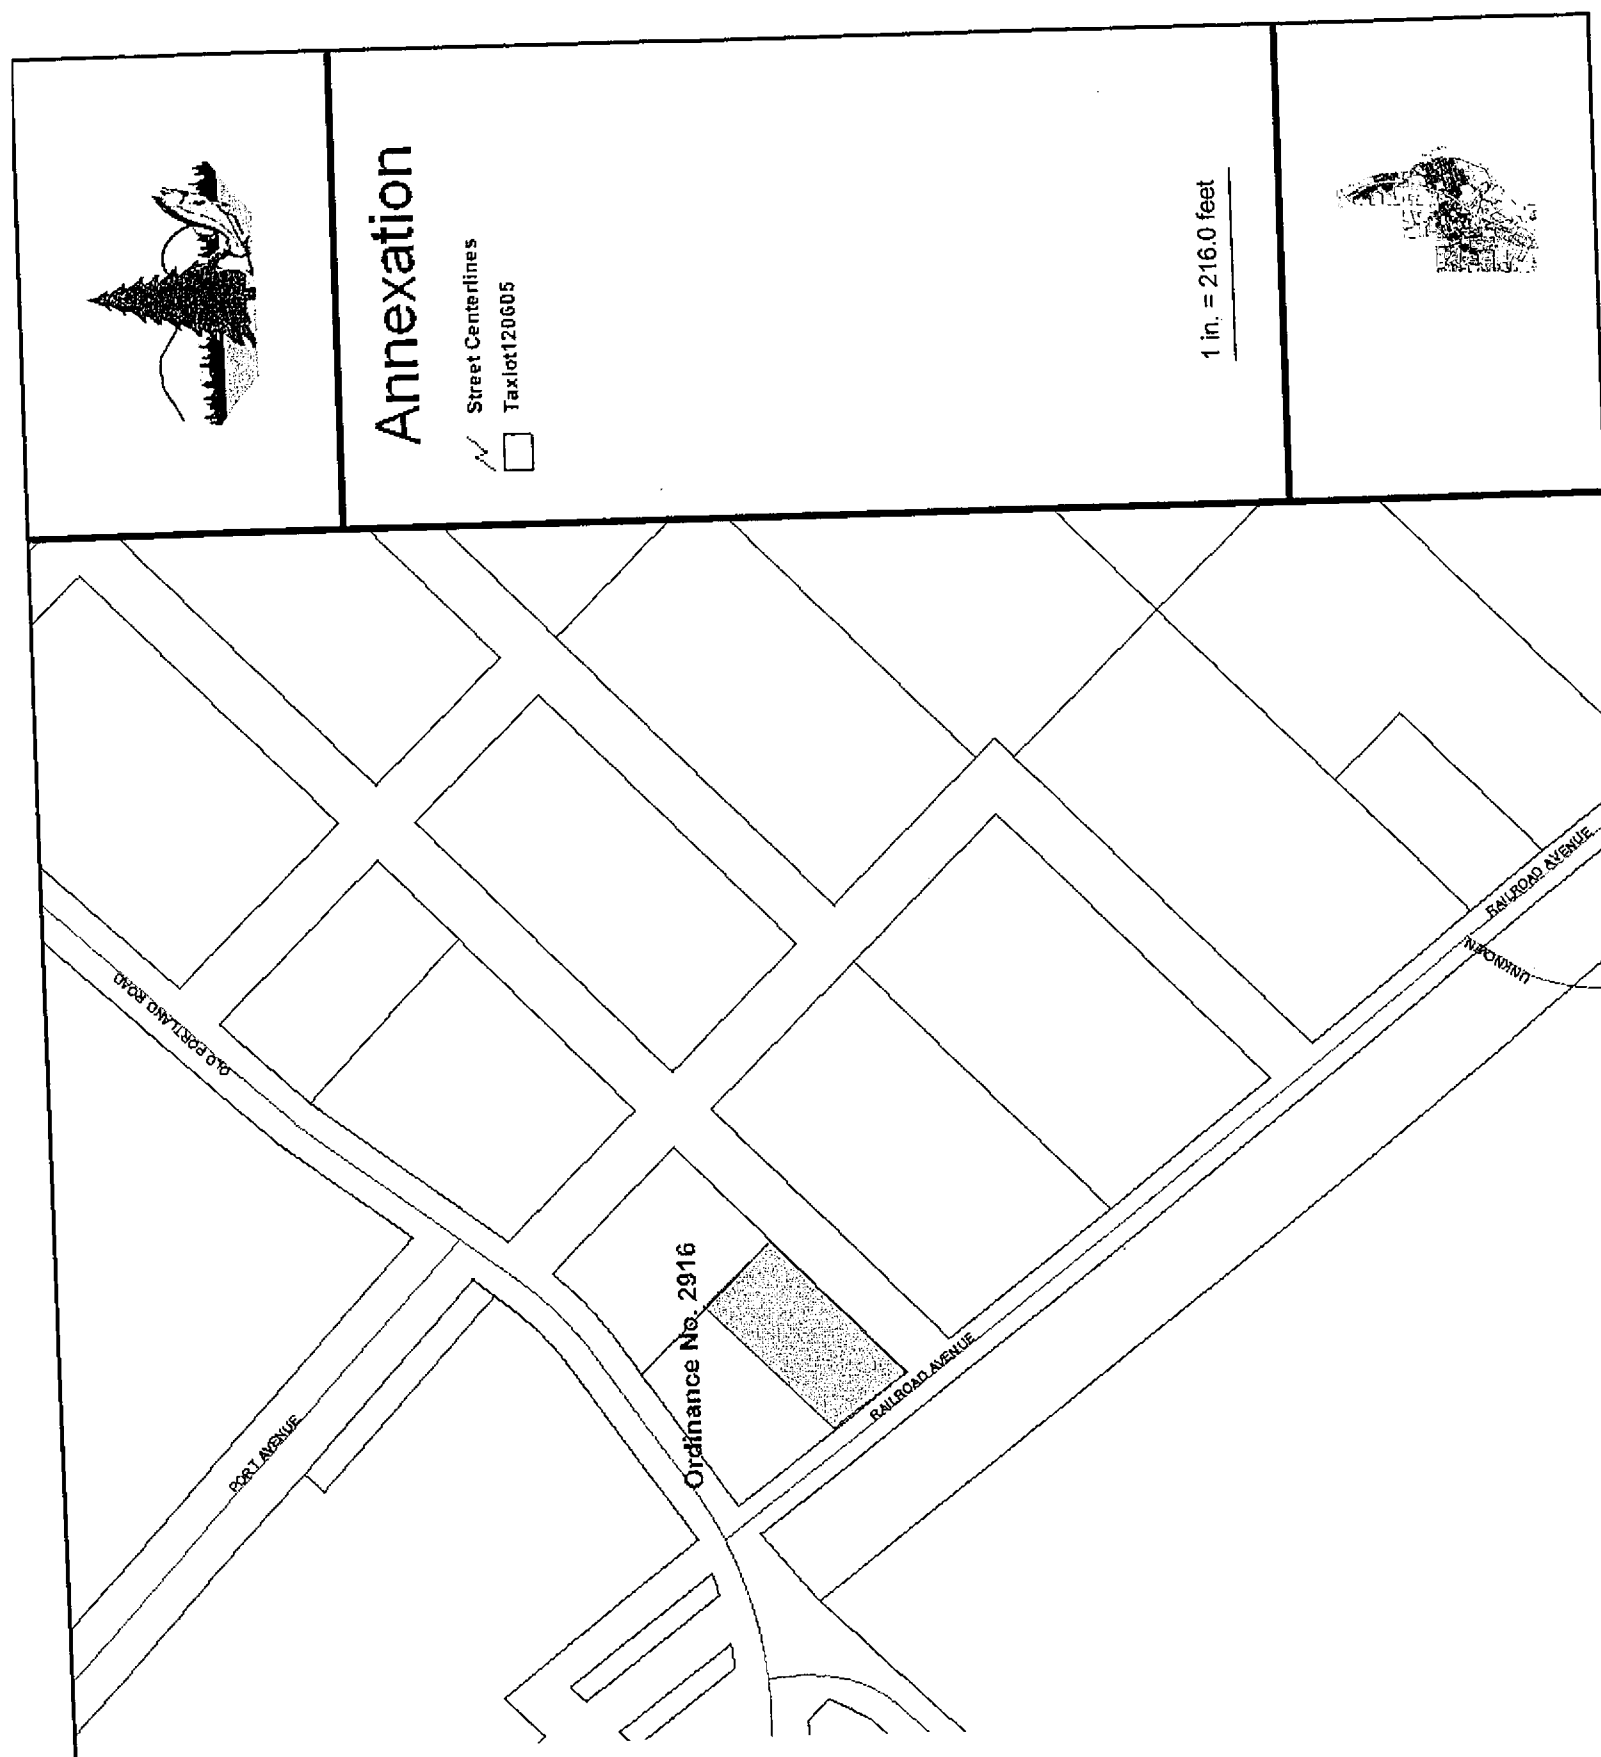 Annexation
Street Centerlines
Taxlot120605
1 in. = 216.0 feet
OLD PORTLAND ROAD
PORT AVENUE
Ordinance No. 2916
RAILROAD AVENUE
RAILROAD AVENUE
UNKNOWN